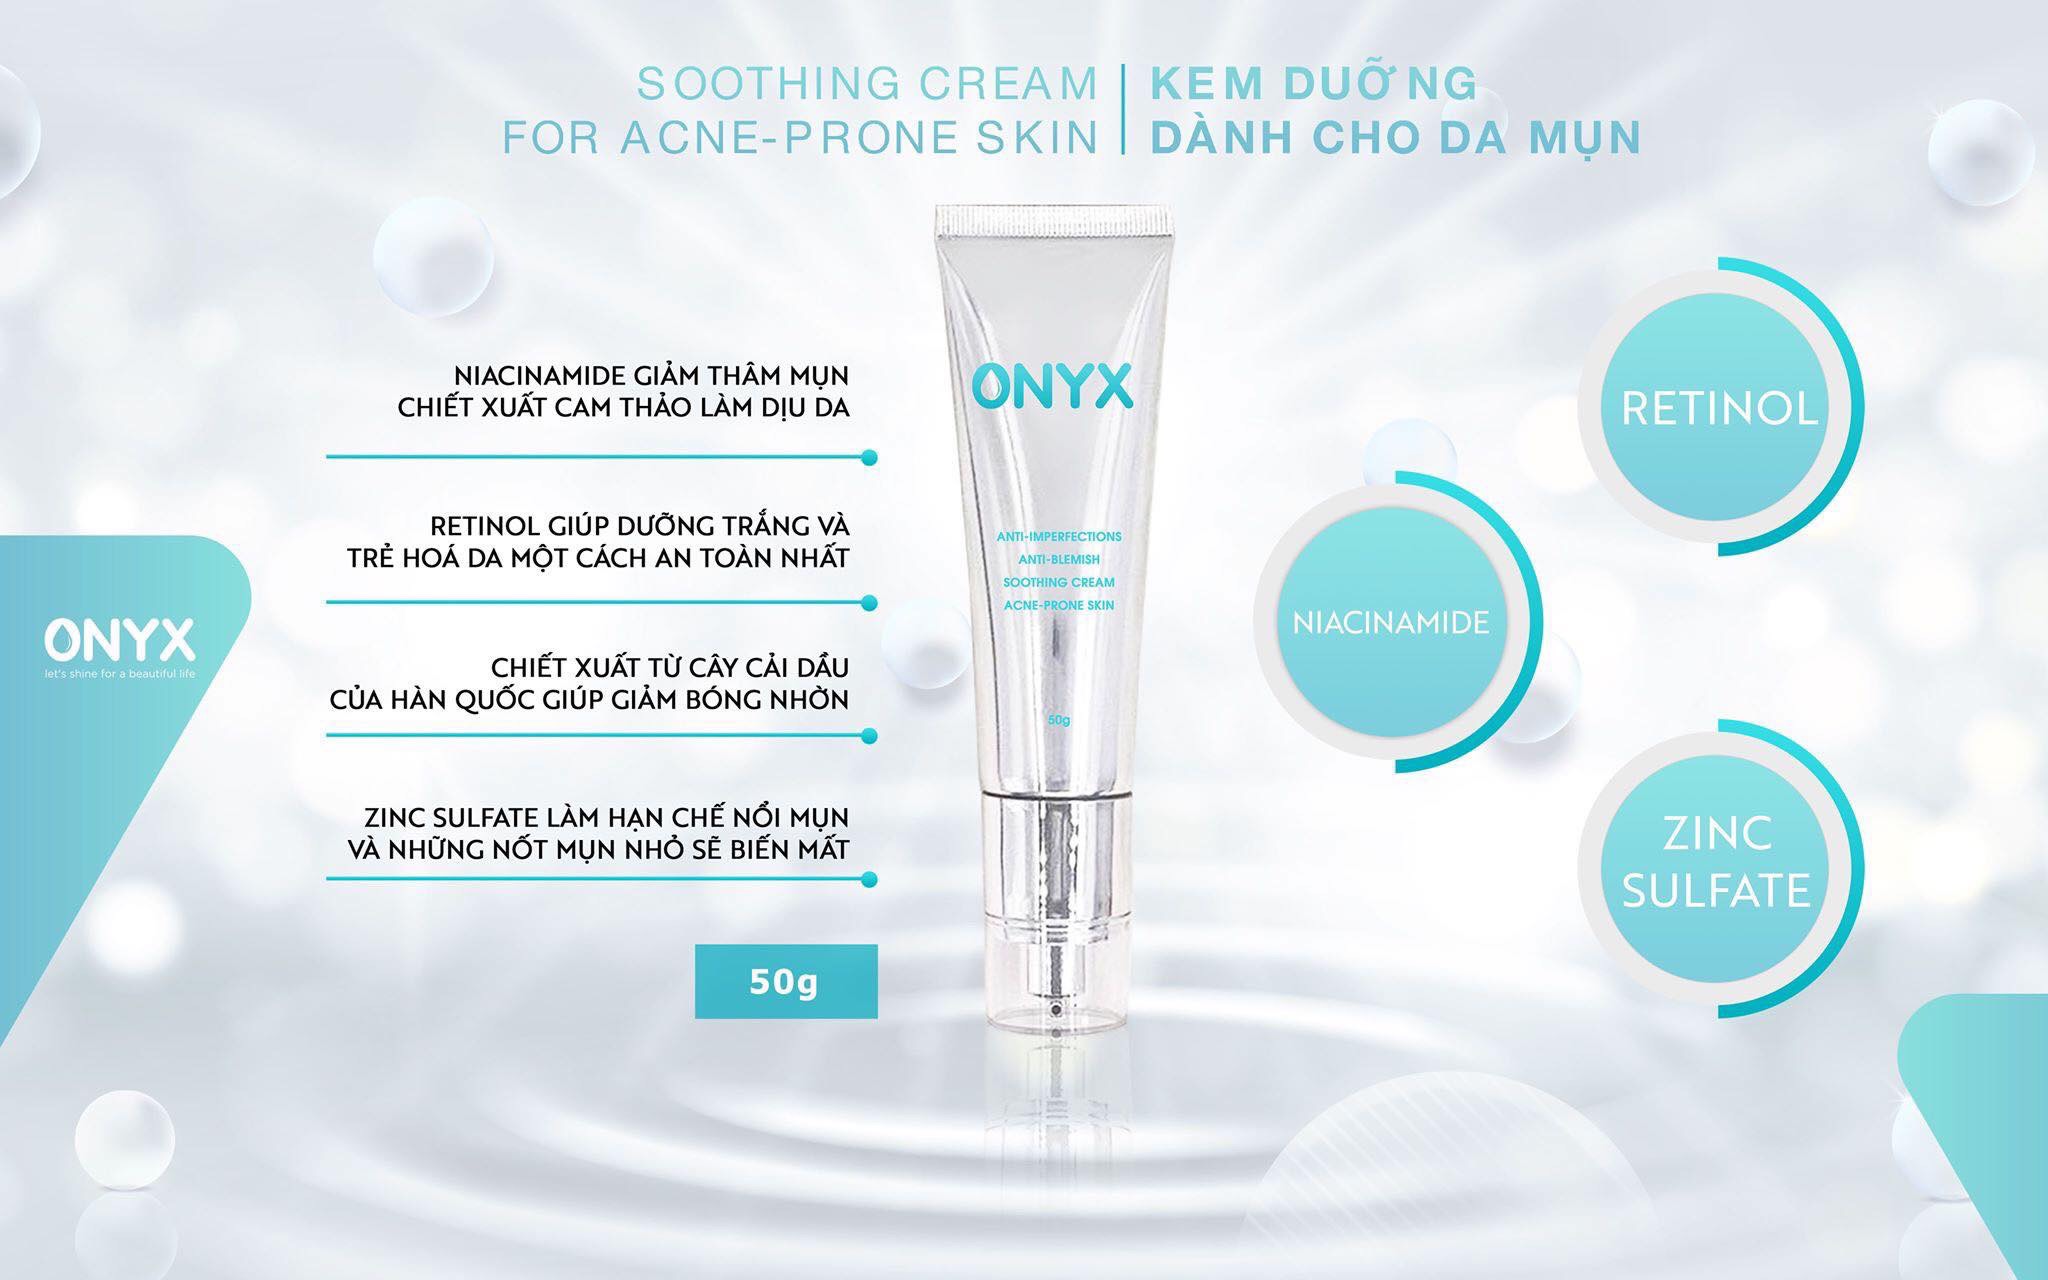 SOOTHING CREAM
FOR ACNE-PRONE SKIN
KEM DƯỠNG
DÀNH CHO DA MỤN
NIACINAMIDE GIẢM THÂM MỤN
CHIẾT XUẤT CAM THẢO LÀM DỊU DA
RETINOL GIÚP DƯỠNG TRẮNG VÀ
TRẺ HOÁ DA MỘT CÁCH AN TOÀN NHẤT
CHIẾT XUẤT TỪ CÂY CẢI DẦU
CỦA HÀN QUỐC GIÚP GIẢM BÓNG NHỜN
ZINC SULFATE LÀM HẠN CHẾ NỔI MỤN
VÀ NHỮNG NỐT MỤN NHỎ SẼ BIẾN MẤT
50g
ONYX
let's shine for a beautiful life
ONYX
ANTI-IMPERFECTIONS
ANTI-BLEMISH
SOOTHING CREAM
ACNE-PRONE SKIN
50g
RETINOL
NIACINAMIDE
ZINC
SULFATE